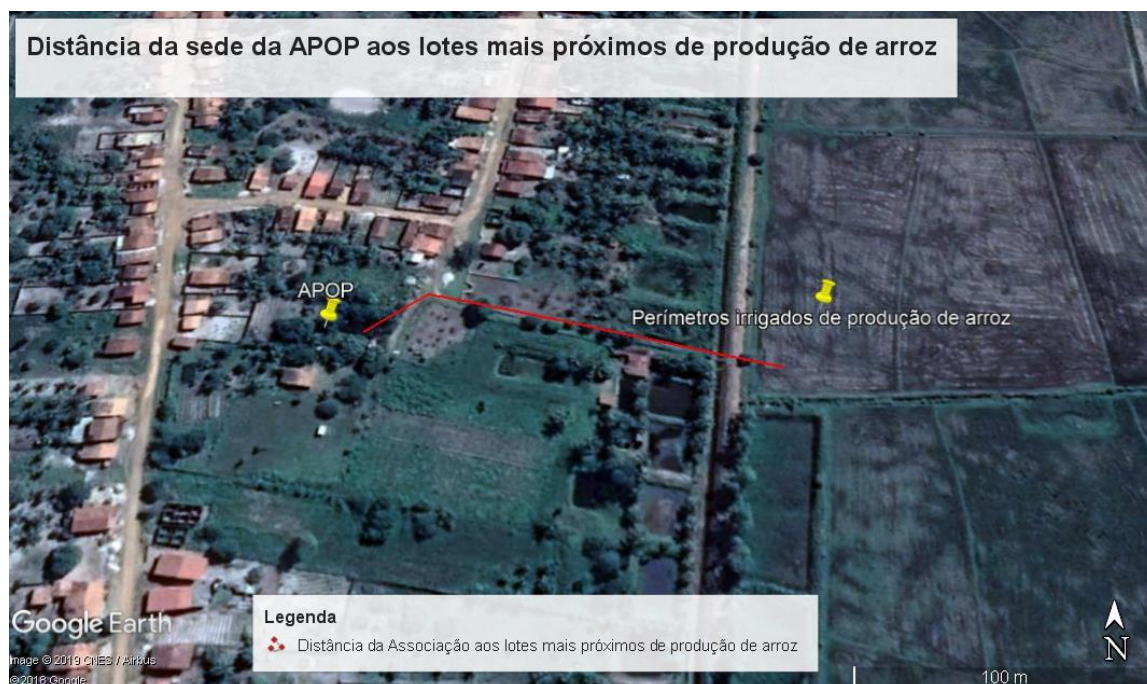 Distância da sede da APOP aos lotes mais próximos de produção de arroz
APOP
Perímetros irrigados de produção de arroz
Legenda
Distância da Associação aos lotes mais próximos de produção de arroz
Google Earth
Image © 2019 CNES / Airbus
© 2018 Google
N
100 m